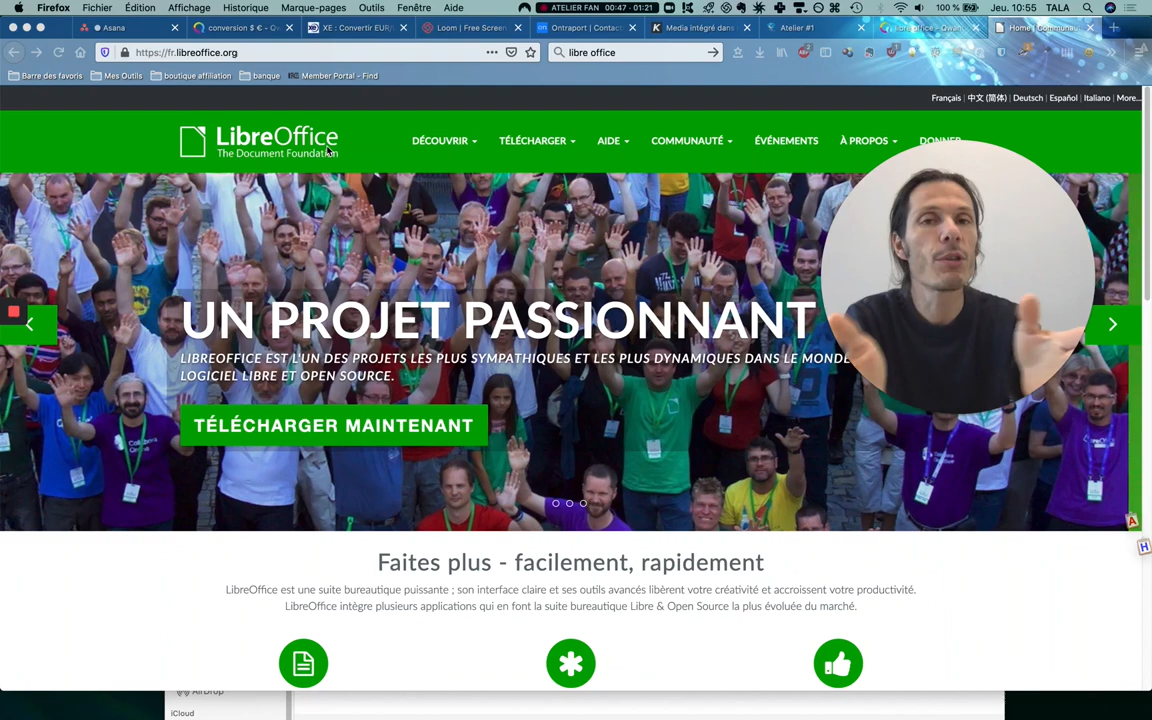 Firefox Fichier Édition Affichage Historique Marque-pages Outils Fenêtre Aide ATELIER FAN 00:47 - 01:21 100 % Jeu. 10:55 TALA
Asana conversion $ € - Qw XE : Convertir EUR/ Loom | Free Screen Ontraport | Contact Media intégré dans Atelier #1 libre office - Qwan Home | Communau
https://fr.libreoffice.org libre office
Barre des favoris Mes Outils boutique affiliation banque Member Portal - Find
Français | 中文 (简体) | Deutsch | Español | Italiano | More...
LibreOffice
The Document Foundation
DÉCOUVRIR TÉLÉCHARGER AIDE COMMUNAUTÉ ÉVÉNEMENTS À PROPOS DONNER
UN PROJET PASSIONNANT
LIBREOFFICE EST L'UN DES PROJETS LES PLUS SYMPATHIQUES ET LES PLUS DYNAMIQUES DANS LE MONDE
LOGICIEL LIBRE ET OPEN SOURCE.
TÉLÉCHARGER MAINTENANT
A
H
Faites plus - facilement, rapidement
LibreOffice est une suite bureautique puissante ; son interface claire et ses outils avancés libèrent votre créativité et accroissent votre productivité.
LibreOffice intègre plusieurs applications qui en font la suite bureautique Libre & Open Source la plus évoluée du marché.
AirDrop
iCloud